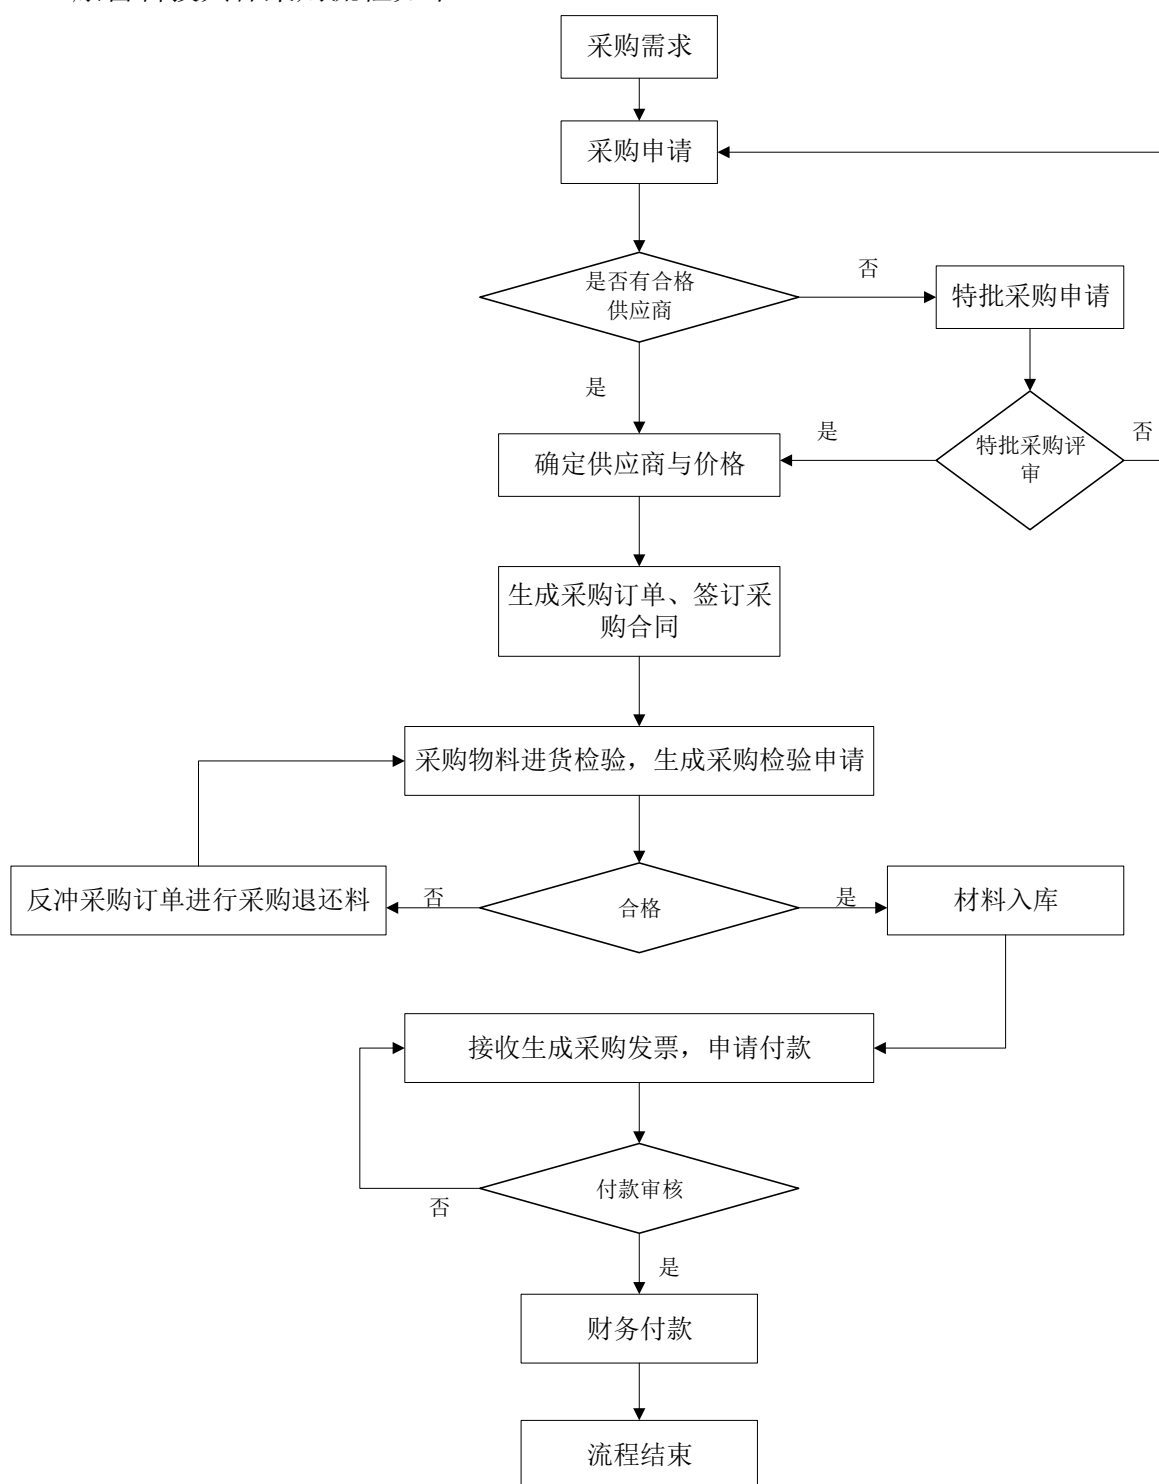 采购需求
采购申请
是否有合格
供应商
否
特批采购申请
是
确定供应商与价格
是
特批采购评
审
否
生成采购订单、签订采
购合同
采购物料进货检验，生成采购检验申请
反冲采购订单进行采购退还料
否
合格
是
材料入库
接收生成采购发票，申请付款
付款审核
否
是
财务付款
流程结束